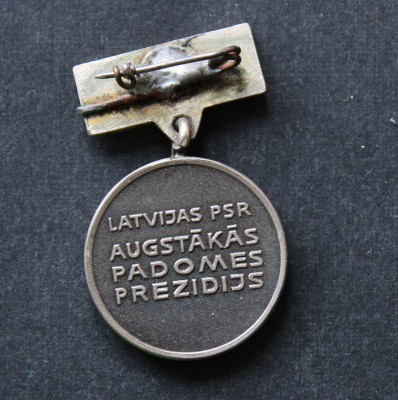 LATVIJAS PSR
AUGSTĀKĀS
PADOMES
PREZIDIJS